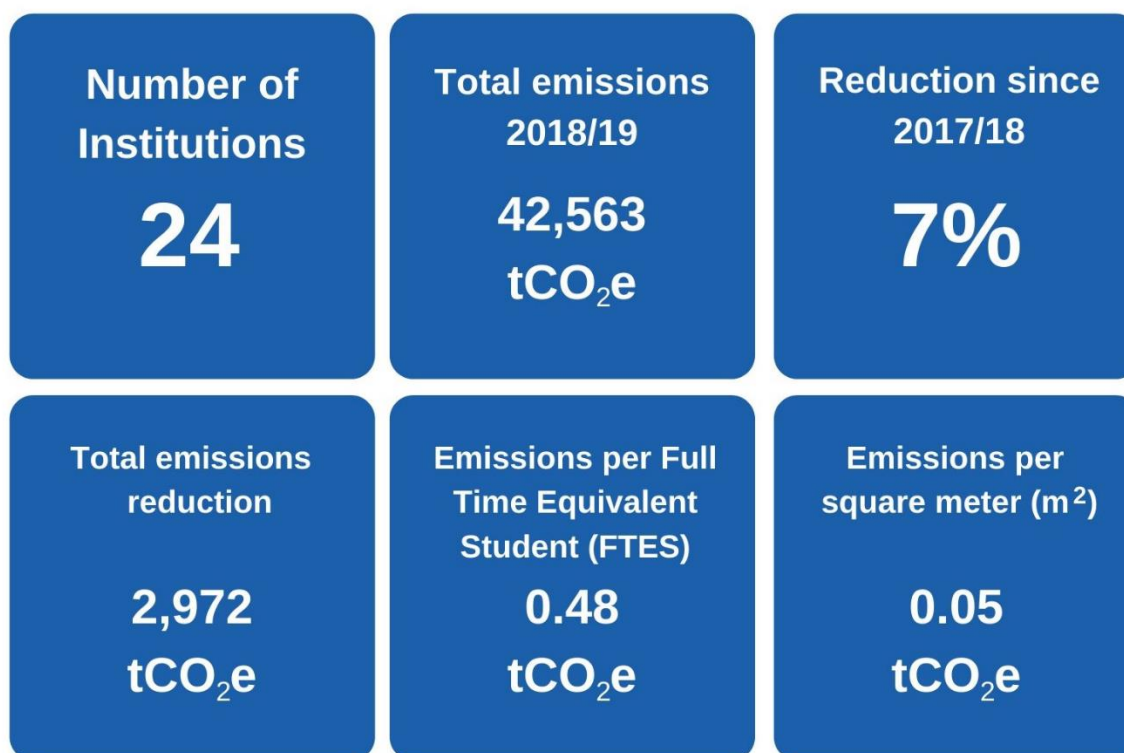 Number of
Institutions
24
Total emissions
2018/19
42,563
tCO₂e
Reduction since
2017/18
7%
Total emissions
reduction
2,972
tCO₂e
Emissions per Full
Time Equivalent
Student (FTES)
0.48
tCO₂e
Emissions per
square meter (m²)
0.05
tCO₂e